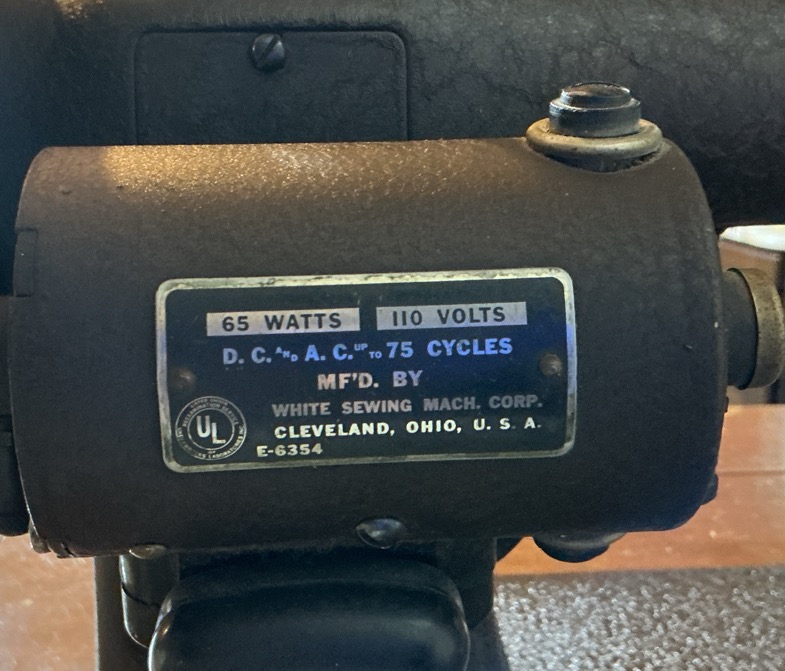 65 WATTS 110 VOLTS
D. C. AND A. C. UP TO 75 CYCLES
MF'D. BY
WHITE SEWING MACH. CORP.
CLEVELAND, OHIO, U. S. A.
UL
E-6354